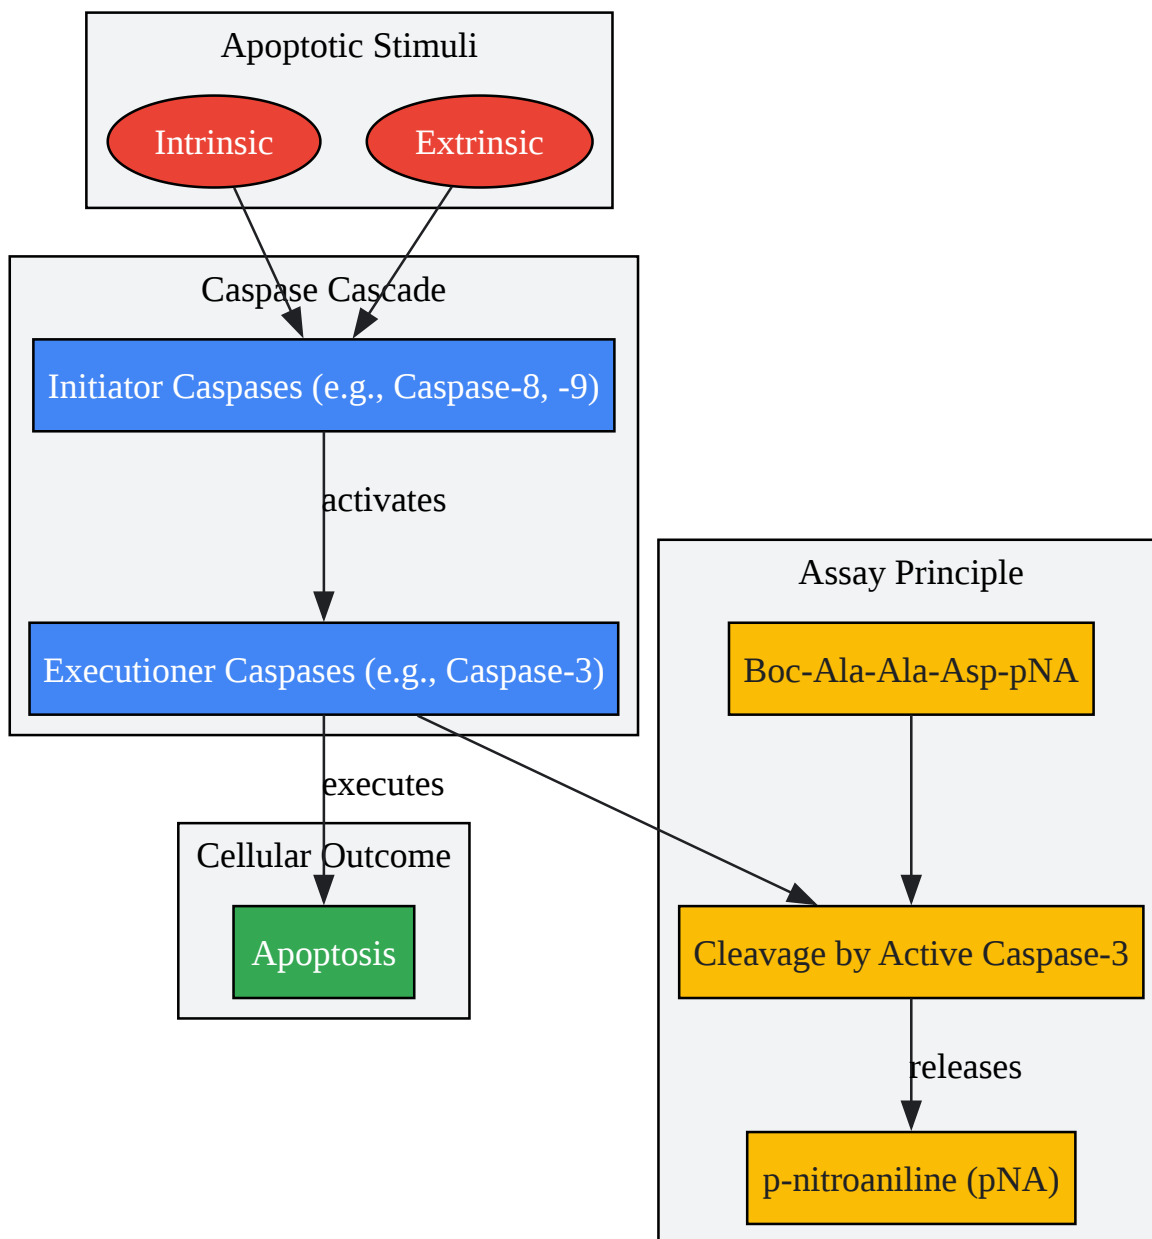 Apoptotic Stimuli
Intrinsic
Extrinsic
Caspase Cascade
Initiator Caspases (e.g., Caspase-8, -9)
activates
Executioner Caspases (e.g., Caspase-3)
executes
Cellular Outcome
Apoptosis
Assay Principle
Boc-Ala-Ala-Asp-pNA
Cleavage by Active Caspase-3
releases
p-nitroaniline (pNA)